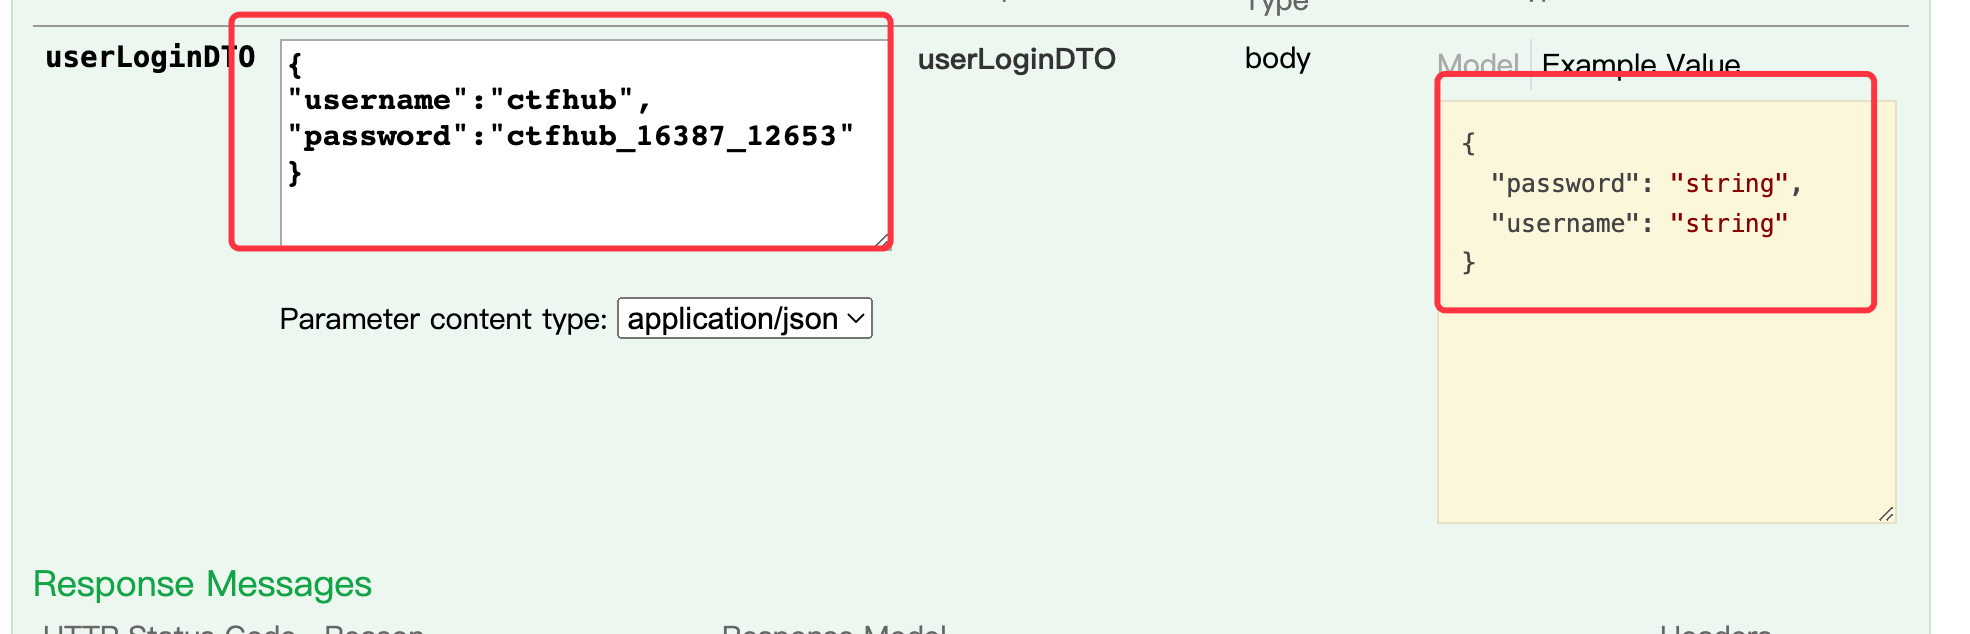 Type
userLoginDTO
{
"username":"ctfhub",
"password":"ctfhub_16387_12653"
}
Parameter content type: application/json
userLoginDTO
body
Model Example Value
{
"password": "string",
"username": "string"
}
Response Messages
HTTP Status Code Reason Response Model Headers